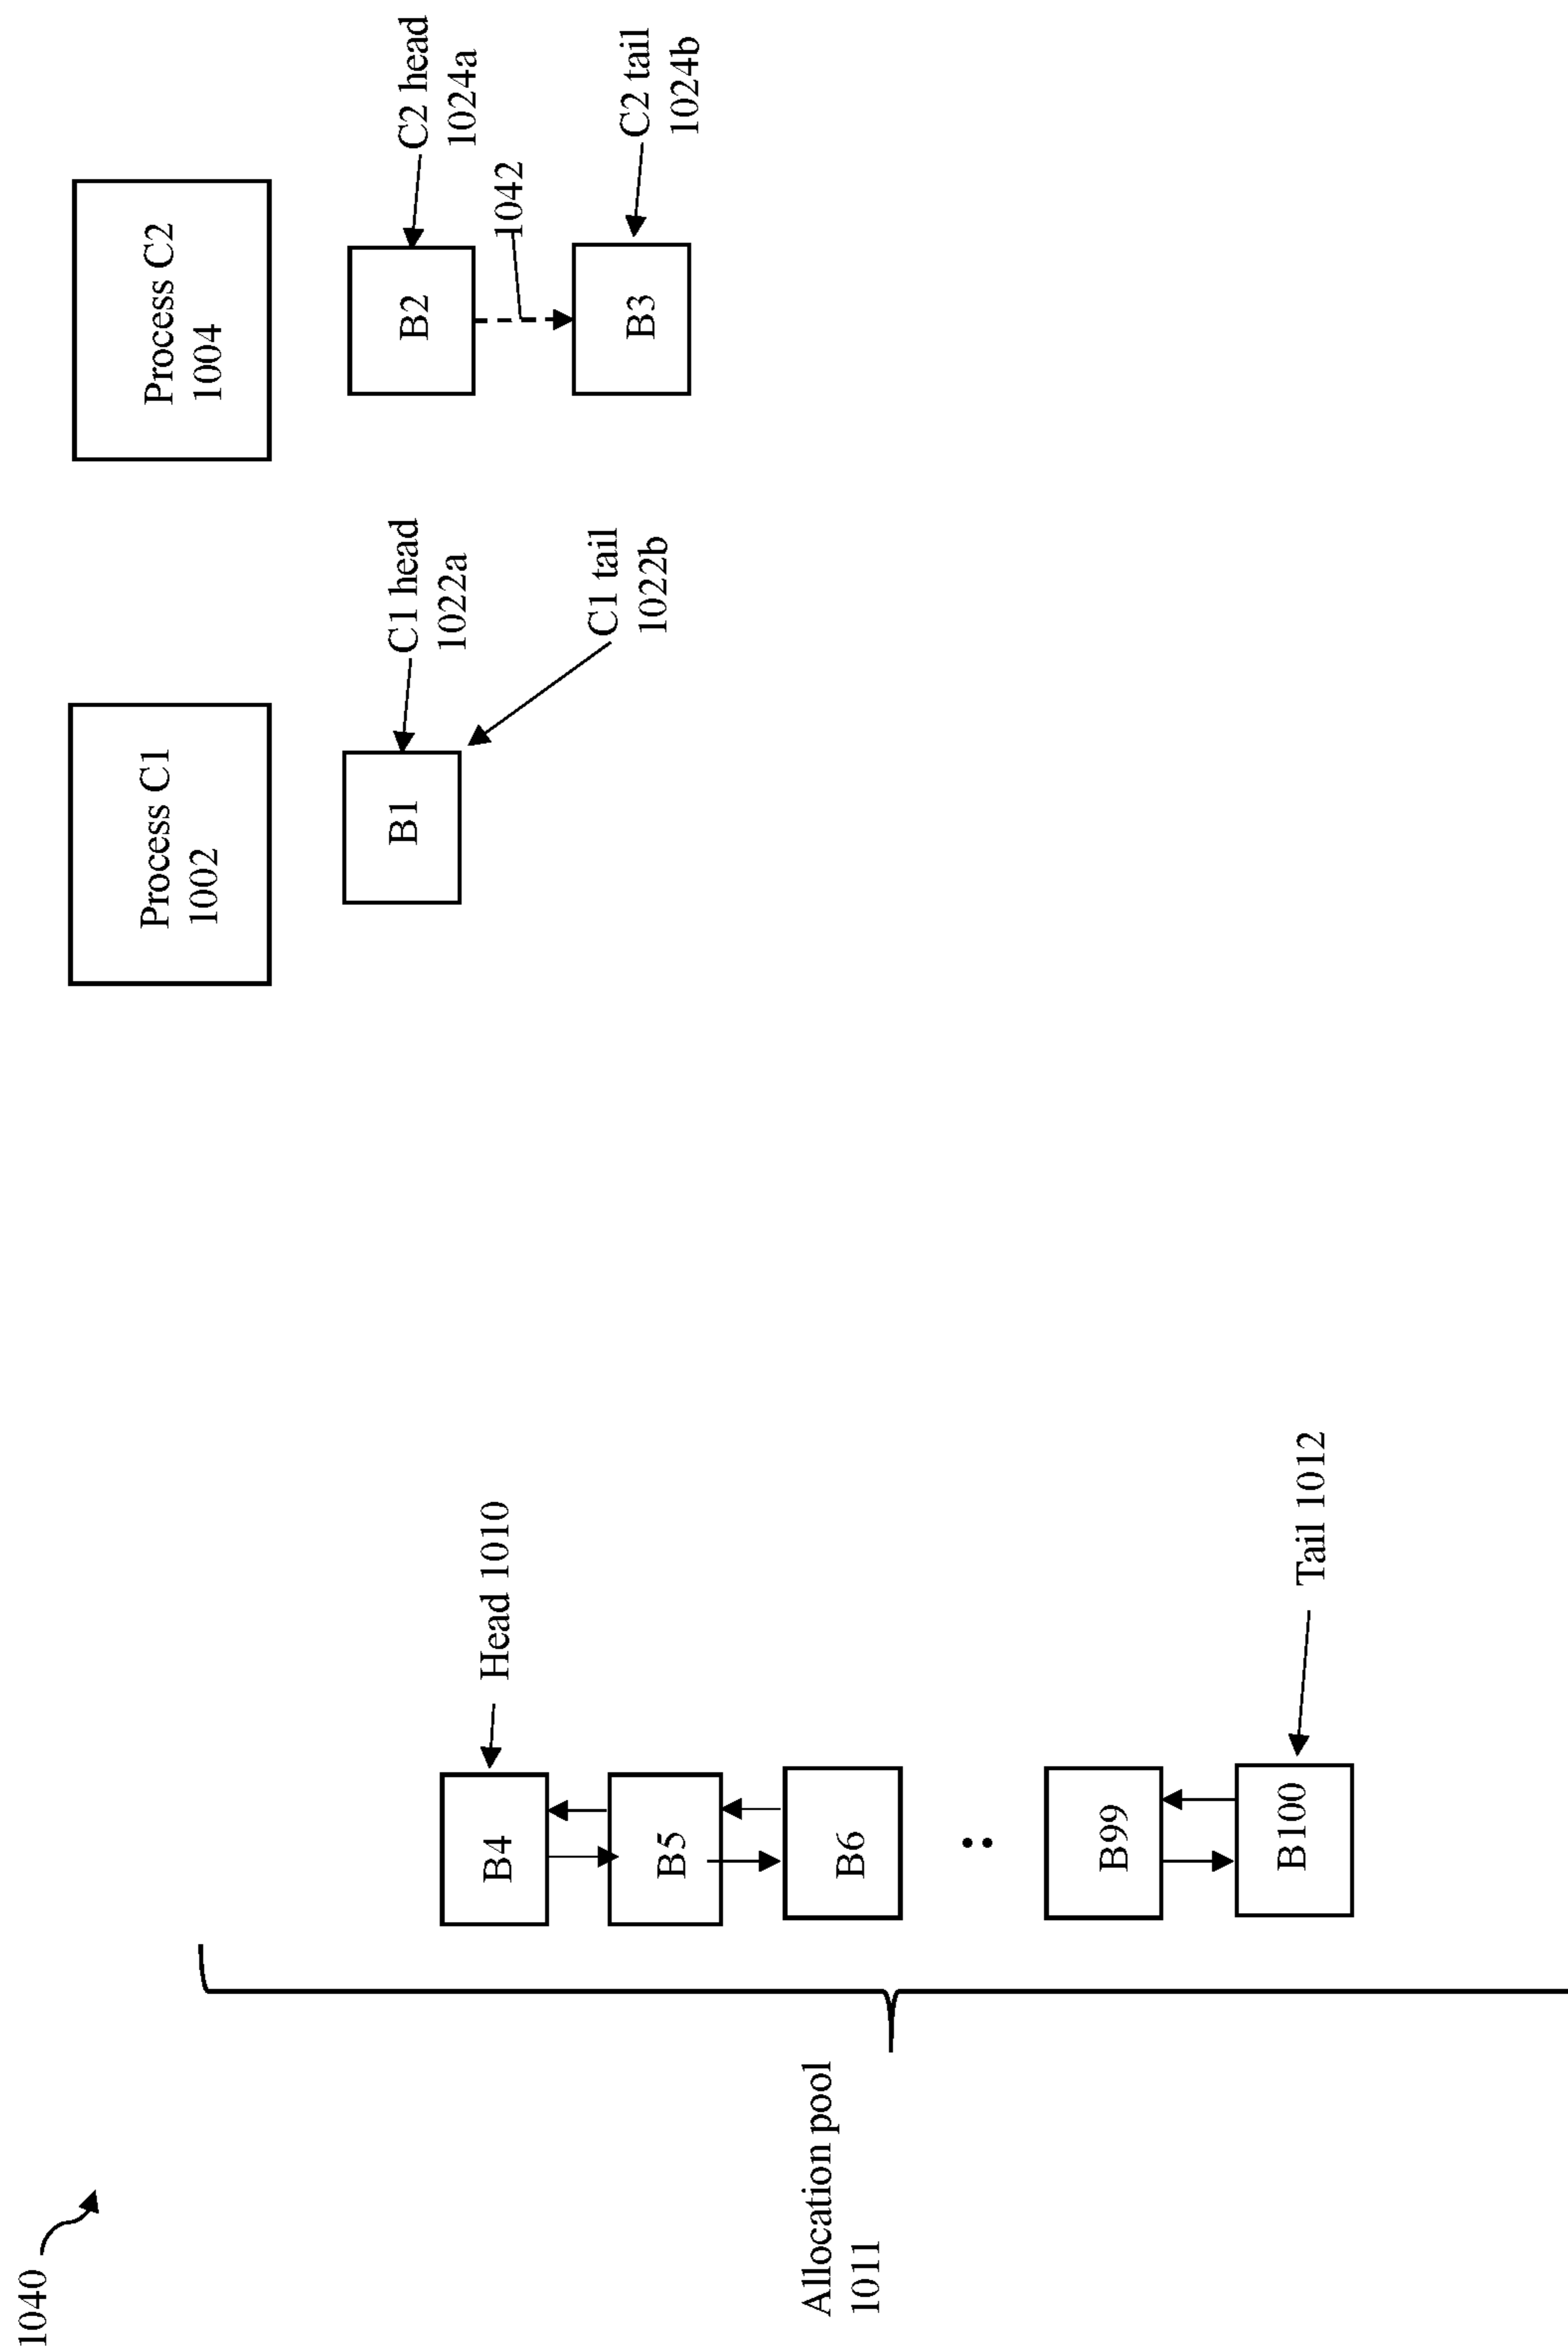 1040
Allocation pool
1011
B4
Head 1010
B5
B6
B99
B100
Tail 1012
Process C1
1002
B1
C1 head
1022a
C1 tail
1022b
Process C2
1004
B2
C2 head
1024a
1042
B3
C2 tail
1024b